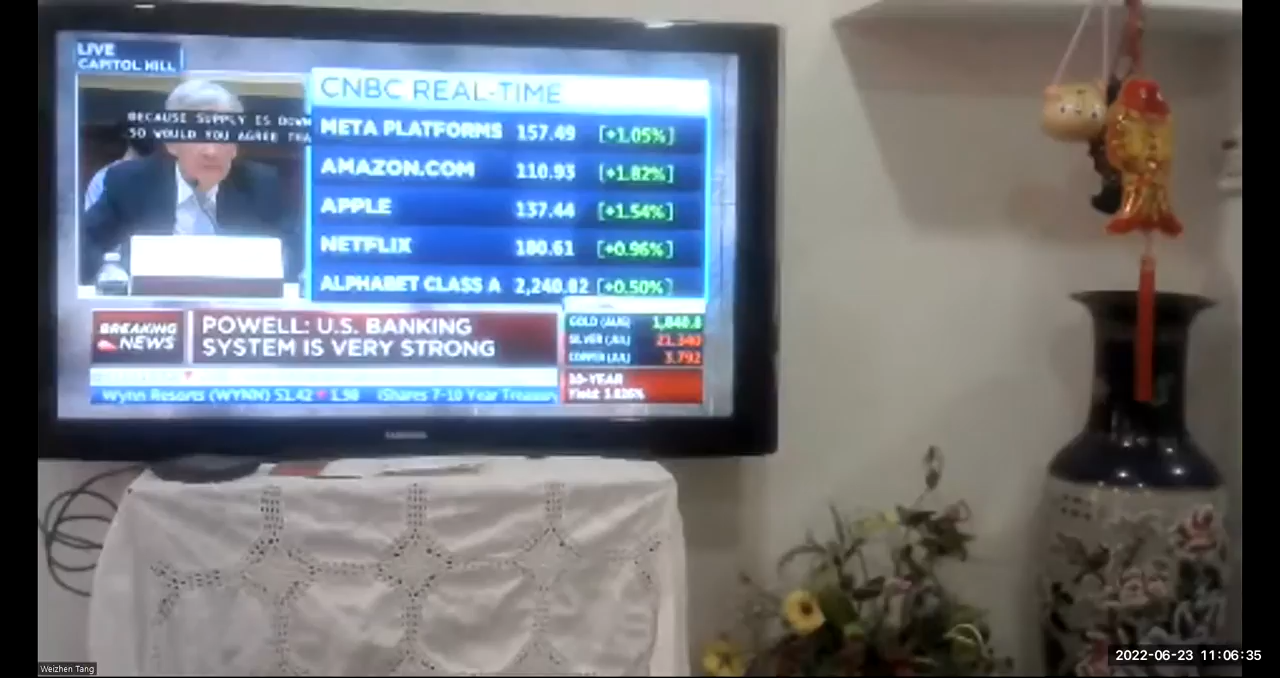 LIVE
CAPITOL HILL
BECAUSE SUPPLY IS DOWN
SO WOULD YOU AGREE THA
CNBC REAL-TIME
META PLATFORMS 157.49 [+1.05%]
AMAZON.COM 110.93 [+1.82%]
APPLE 137.44 [+1.54%]
NETFLIX 180.61 [+0.96%]
ALPHABET CLASS A 2,240.82 [+0.50%]
BREAKING NEWS
POWELL: U.S. BANKING
SYSTEM IS VERY STRONG
GOLD (AUG) 1,840.8
SILVER (JUL) 21.340
COPPER (JUL) 3.792
10-YEAR
Yield:
Wynn Resorts (WYNN) 51.42 ▼ 1.98 iShares 7-10 Year Treasury
SAMSUNG
Weizhen Tang
2022-06-23 11:06:35